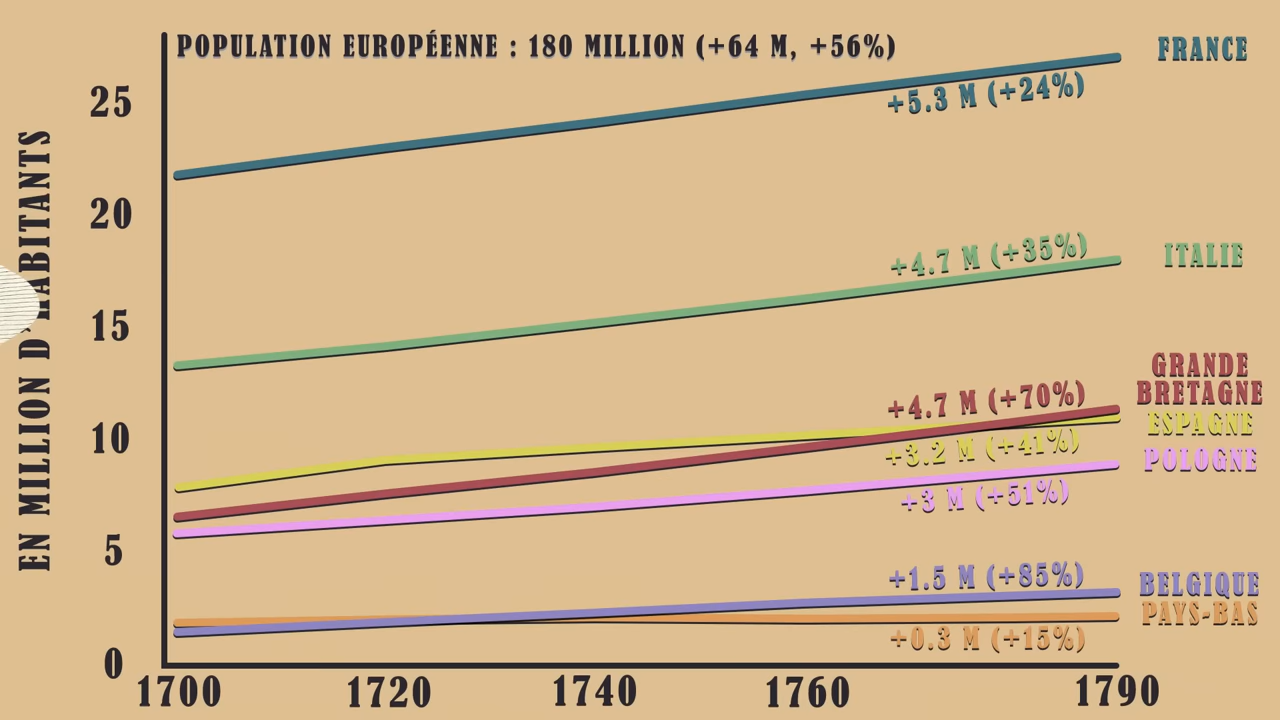 POPULATION EUROPÉENNE : 180 MILLION (+64 M, +56%)
FRANCE
+5.3 M (+24%)
25
EN MILLION D'HABITANTS
20
+4.7 M (+35%)
ITALIE
15
GRANDE
BRETAGNE
+4.7 M (+70%)
ESPAGNE
10
+3.2 M (+41%)
POLOGNE
+3 M (+51%)
5
+1.5 M (+85%)
BELGIQUE
PAYS-BAS
+0.3 M (+15%)
0
1700 1720 1740 1760 1790